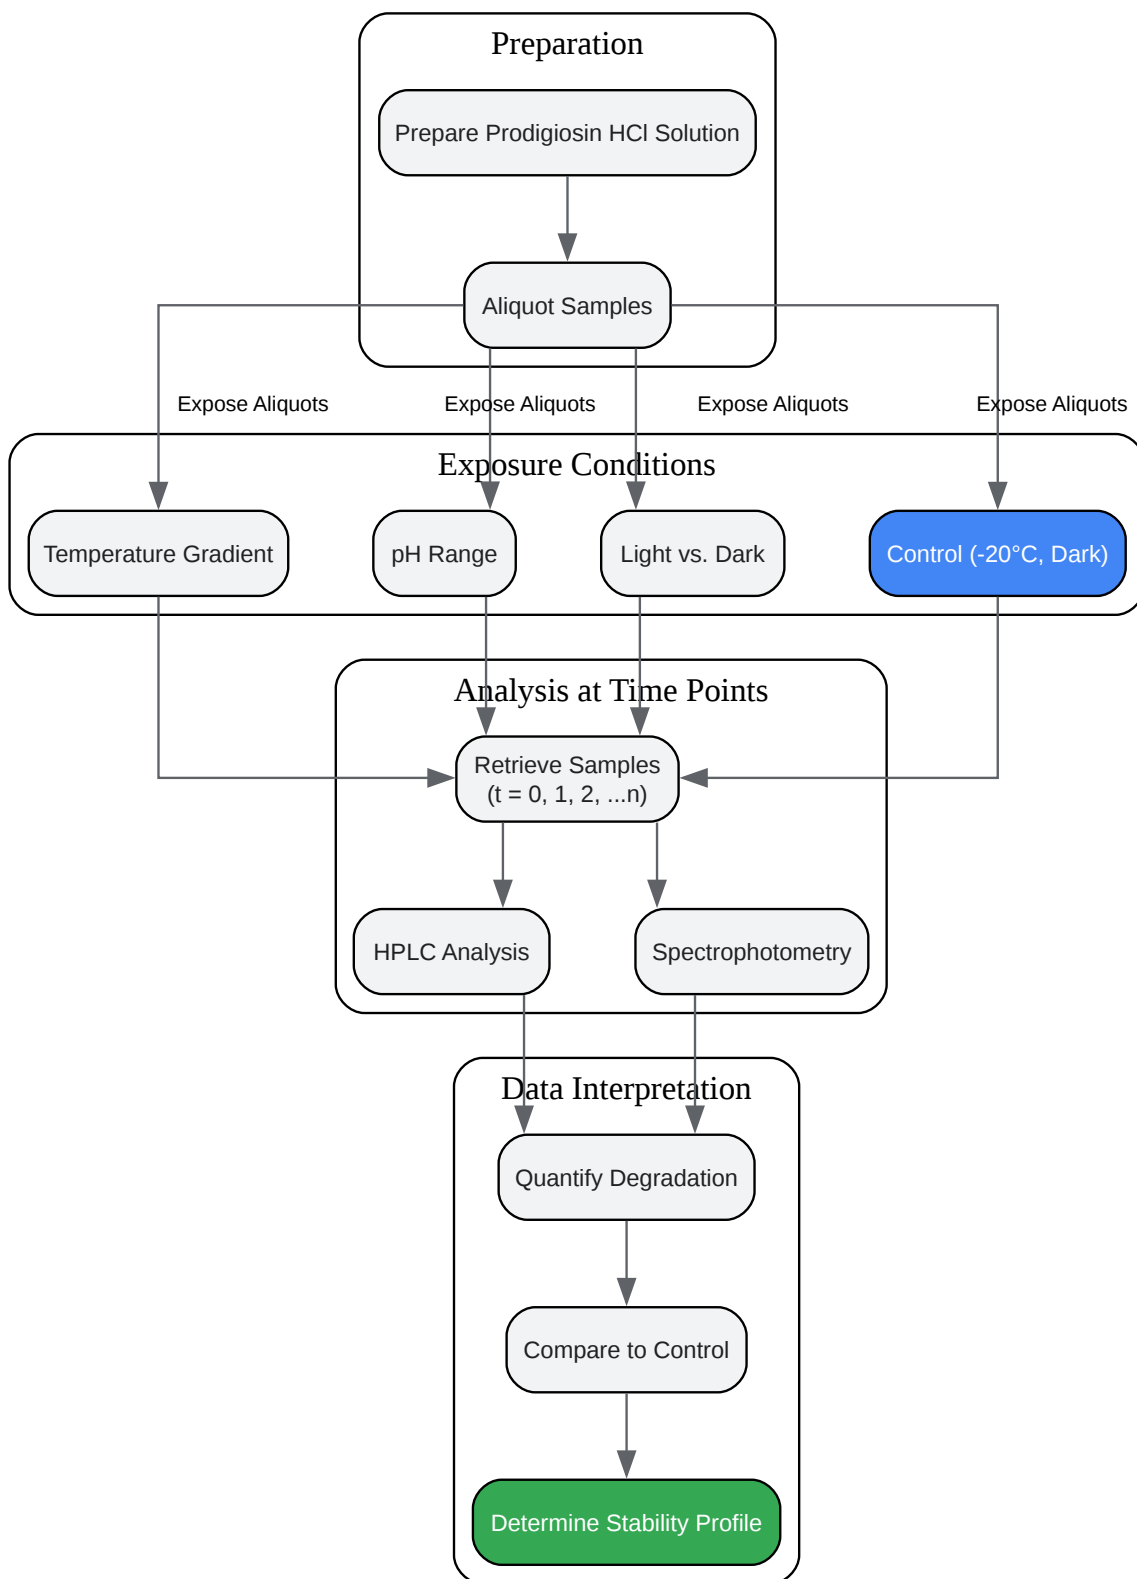 Preparation
Prepare Prodigiosin HCl Solution
Aliquot Samples
Expose Aliquots
Expose Aliquots
Expose Aliquots
Expose Aliquots
Exposure Conditions
Temperature Gradient
pH Range
Light vs. Dark
Control (-20°C, Dark)
Analysis at Time Points
Retrieve Samples
(t = 0, 1, 2, ...n)
HPLC Analysis
Spectrophotometry
Data Interpretation
Quantify Degradation
Compare to Control
Determine Stability Profile